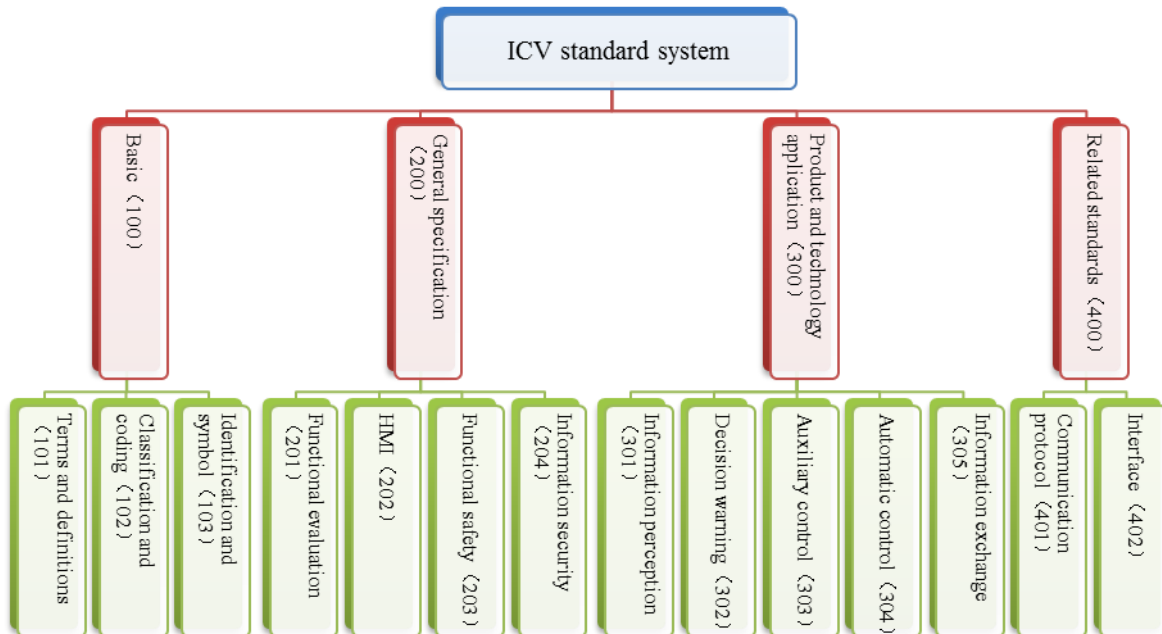 ICV standard system
Basic（100）
General specification
（200）
Product and technology
application（300）
Related standards（400）
Terms and definitions
（101）
Classification and
coding（102）
Identification and
symbol（103）
Functional evaluation
（201）
HMI（202）
Functional safety（203）
Information security
（204）
Information perception
（301）
Decision warning（302）
Auxiliary control（303）
Automatic control（304）
Information exchange
（305）
Communication
protocol（401）
Interface（402）